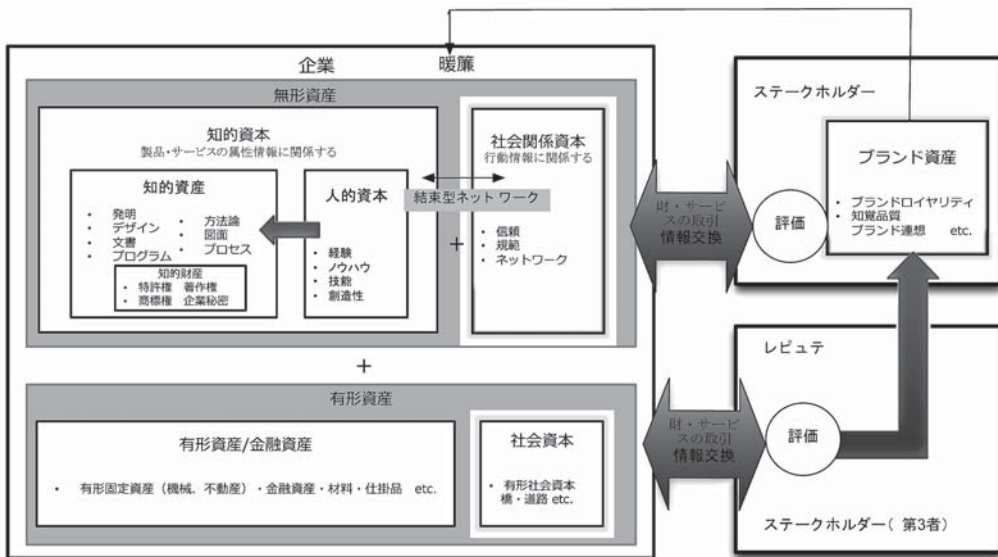 企業
暖簾
無形資産
知的資本
製品・サービスの属性情報に関係する
知的資産
• 発明
• デザイン
• 文書
• プログラム
• 方法論
• 図面
• プロセス
知的財産
• 特許権 著作権
• 商標権 企業秘密
人的資本
• 経験
• ノウハウ
• 技能
• 創造性
結束型ネット ワーク
+
社会関係資本
行動情報に関係する
• 信頼
• 規範
• ネットワーク
+
有形資産
有形資産/金融資産
• 有形固定資産（機械、不動産）・金融資産・材料・仕掛品 etc.
社会資本
• 有形社会資本
橋・道路 etc.
財・サービ
スの取引
情報交換
財・サービ
スの取引
情報交換
ステークホルダー
評価
ブランド資産
• ブランドロイヤリティ
• 知覚品質
ブランド連想 etc.
レピュテ
評価
ステークホルダー（ 第3者）